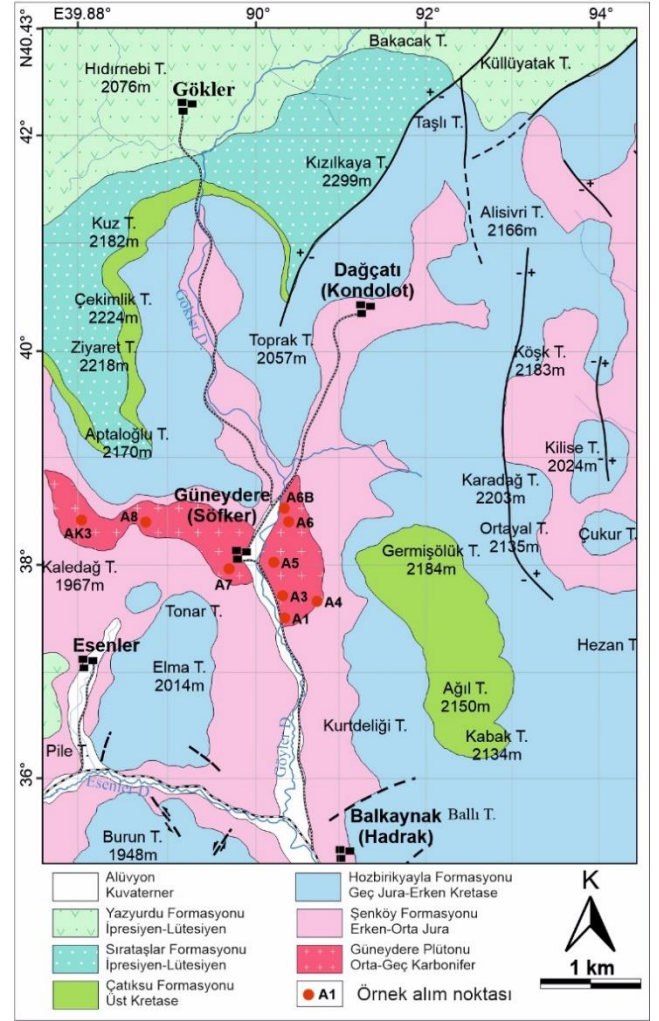 E39.88° 90° 92° 94°
N40.43°
Bakacak T.
Küllüyatak T.
Hıdırnebi T.
2076m
Gökler
42°
Taşlı T.
Kızılkaya T.
2299m
+ -
Kuz T.
2182m
Alisivri T.
2166m
Dağçatı
(Kondolot)
Çekimlik T.
2224m
Gökler D.
Ziyaret T.
2218m
Toprak T.
2057m
40°
Köşk T.
2183m
Aptaloğlu T.
2170m
Kilise T.
2024m
Güneydere
(Söfker)
A6B
A8
A6
AK3
Karadağ T.
2203m
Ortayal T.
2135m
Çukur T.
38°
Kaledağ T.
1967m
A7
A5
Germişölük T.
2184m
A3
A4
A1
Tonar T.
Esenler
Elma T.
2014m
Hezan T
Ağıl T.
2150m
Kurtdeliği T.
Kabak T.
2134m
Pile T.
Göyler D.
36°
Esenler D.
Burun T.
1948m
Balkaynak
(Hadrak)
Ballı T.
Alüvyon
Kuvaterner
Yazyurdu Formasyonu
İpresiyen-Lütesiyen
Sırataşlar Formasyonu
İpresiyen-Lütesiyen
Çatıksu Formasyonu
Üst Kretase
Hozbirikyayla Formasyonu
Geç Jura-Erken Kretase
Şenköy Formasyonu
Erken-Orta Jura
Güneydere Plütonu
Orta-Geç Karbonifer
A1 Örnek alım noktası
K
1 km